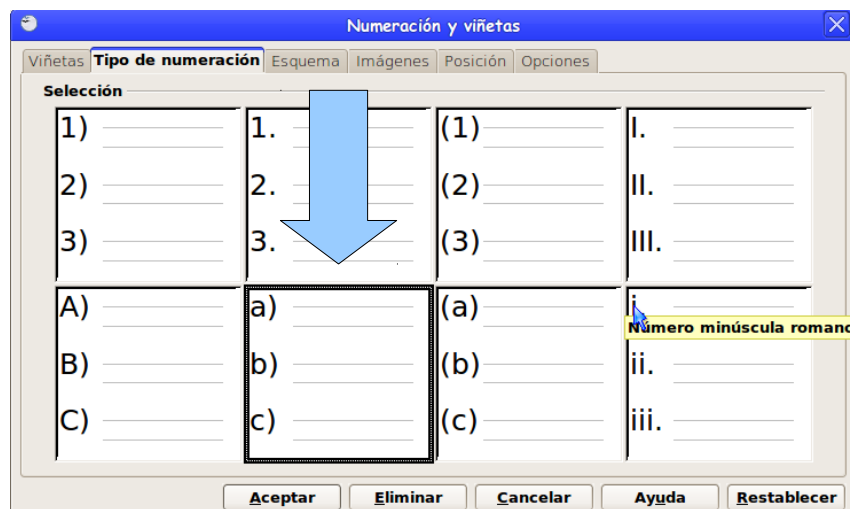 Numeración y viñetas
Viñetas Tipo de numeración Esquema Imágenes Posición Opciones
Selección
1) 1. (1) I.
2) 2. (2) II.
3) 3. (3) III.
A) a) (a) i.
Número minúscula romano
B) b) (b) ii.
C) c) (c) iii.
Aceptar Eliminar Cancelar Ayuda Restablecer